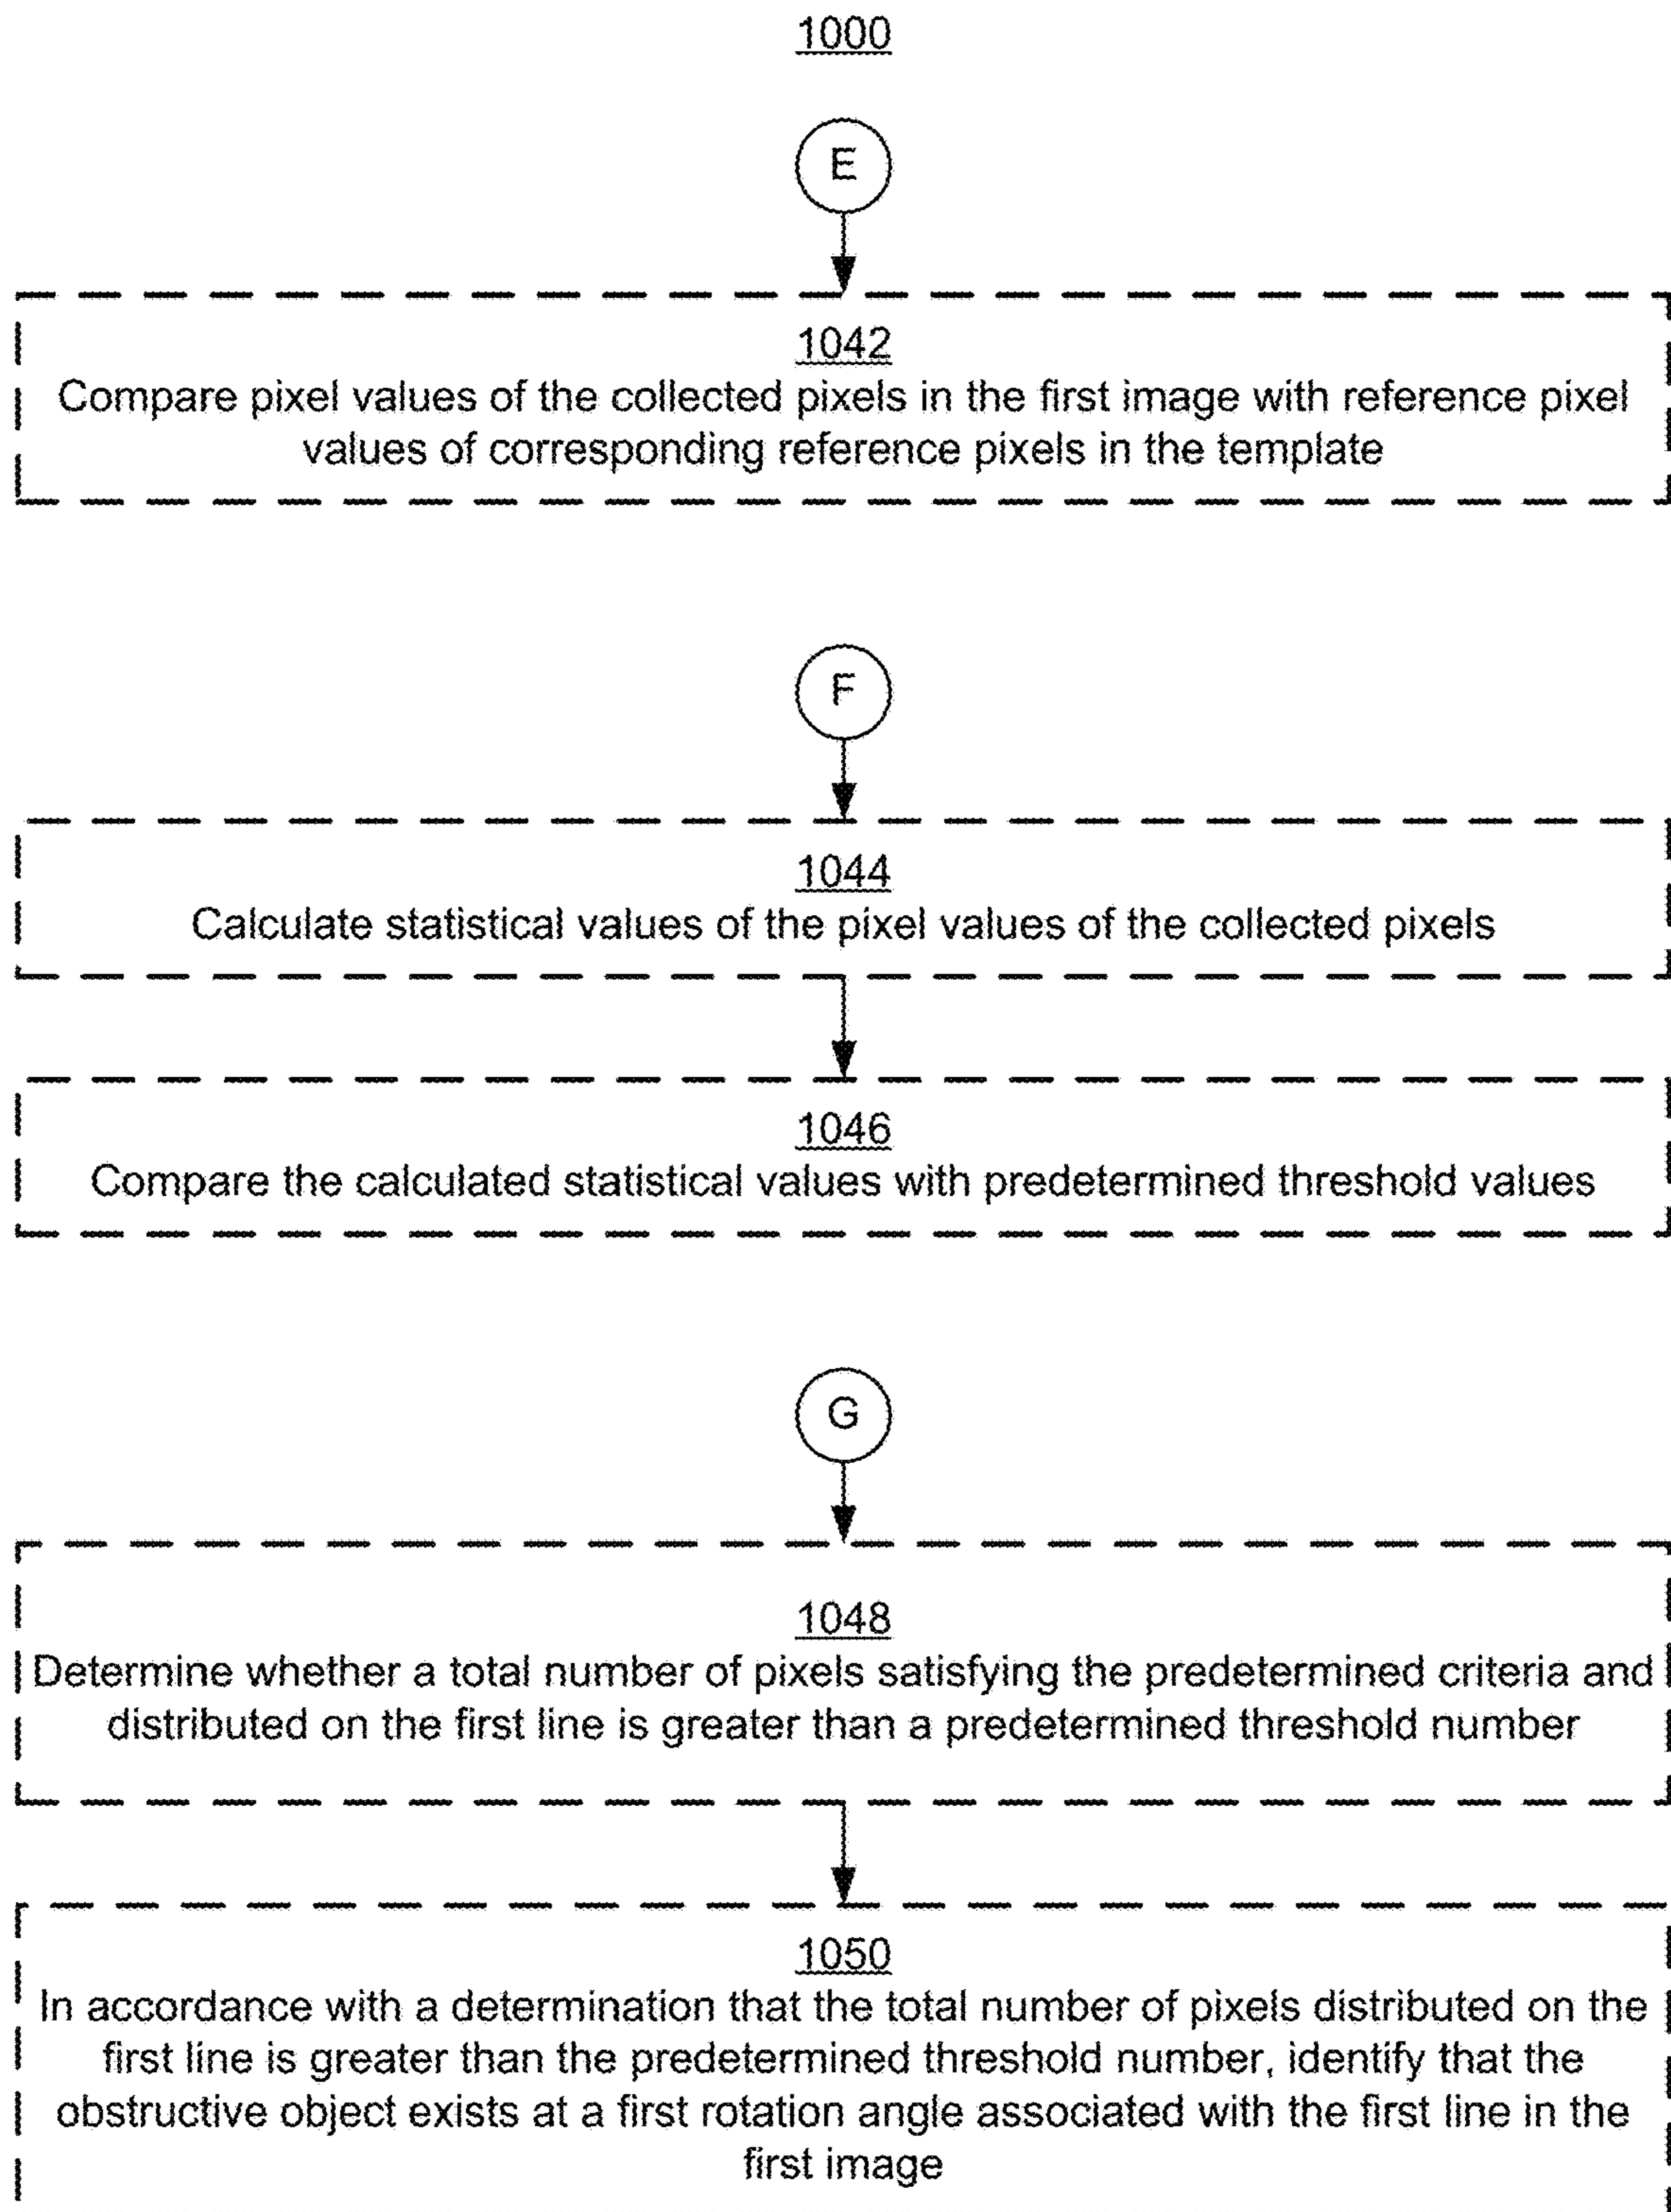 1000
E
1042
Compare pixel values of the collected pixels in the first image with reference pixel
values of corresponding reference pixels in the template
F
1044
Calculate statistical values of the pixel values of the collected pixels
1046
Compare the calculated statistical values with predetermined threshold values
G
1048
Determine whether a total number of pixels satisfying the predetermined criteria and
distributed on the first line is greater than a predetermined threshold number
1050
In accordance with a determination that the total number of pixels distributed on the
first line is greater than the predetermined threshold number, identify that the
obstructive object exists at a first rotation angle associated with the first line in the
first image